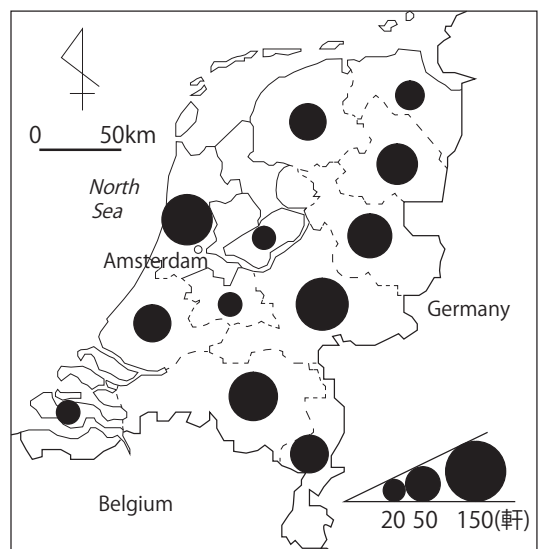 0 50km
North
Sea
Amsterdam
Germany
Belgium
20 50 150(軒)